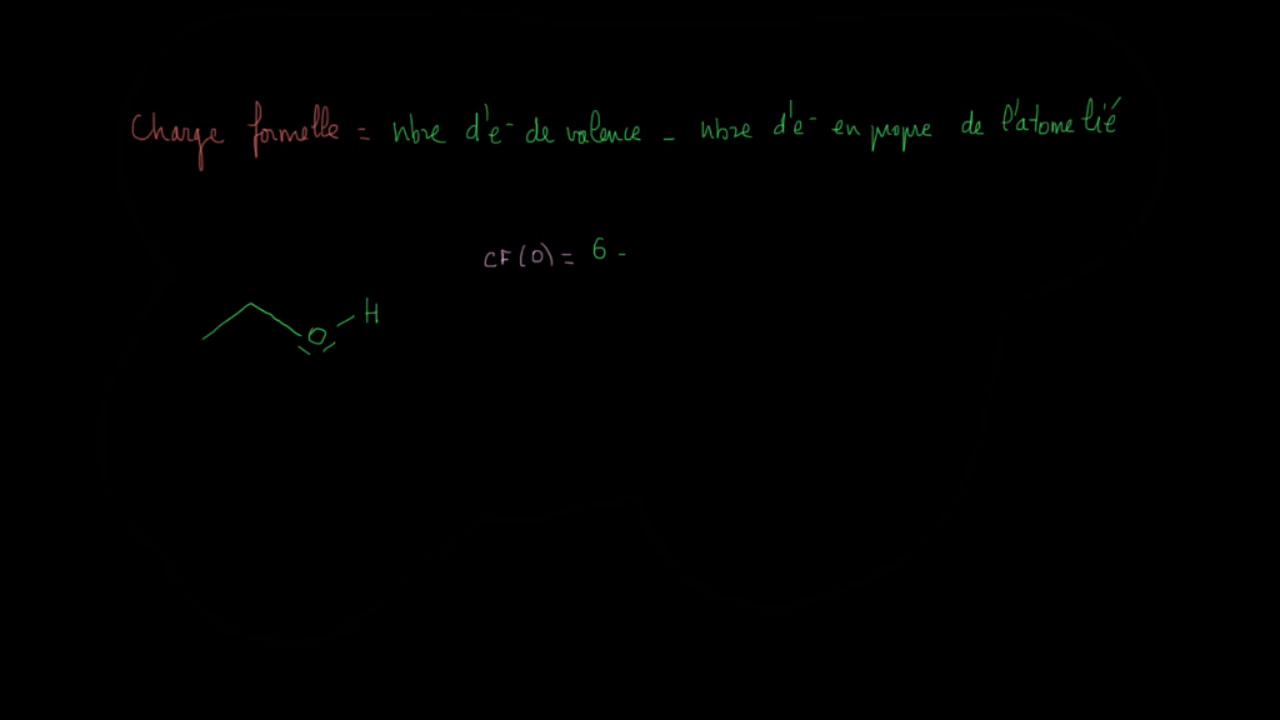 Charge formelle = nbre d'e⁻ de valence - nbre d'e⁻ en propre de l'atome lié
CF(O) = 6 -
O - H